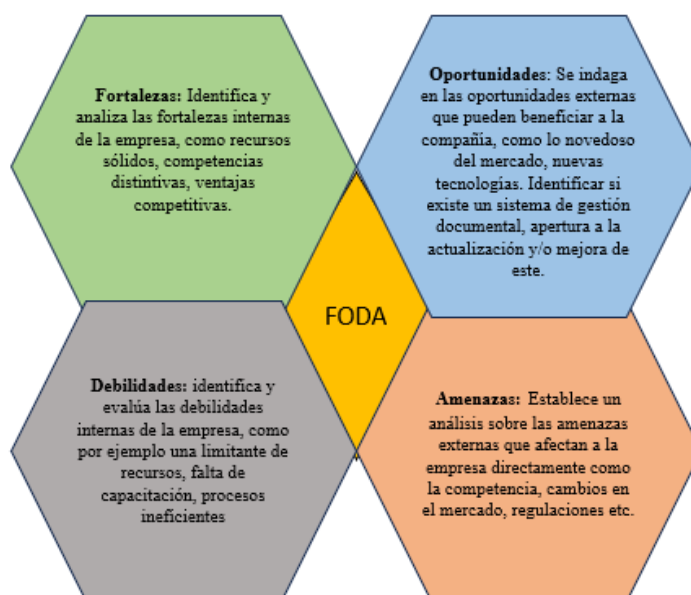 Fortalezas: Identifica y
analiza las fortalezas internas
de la empresa, como recursos
sólidos, competencias
distintivas, ventajas
competitivas.
Oportunidades: Se indaga
en las oportunidades externas
que pueden beneficiar a la
compañía, como lo novedoso
del mercado, nuevas
tecnologías. Identificar si
existe un sistema de gestión
documental, apertura a la
actualización y/o mejora de
este.
FODA
Debilidades: identifica y
evalúa las debilidades
internas de la empresa, como
por ejemplo una limitante de
recursos, falta de
capacitación, procesos
ineficientes
Amenazas: Establece un
análisis sobre las amenazas
externas que afectan a la
empresa directamente como
la competencia, cambios en
el mercado, regulaciones etc.